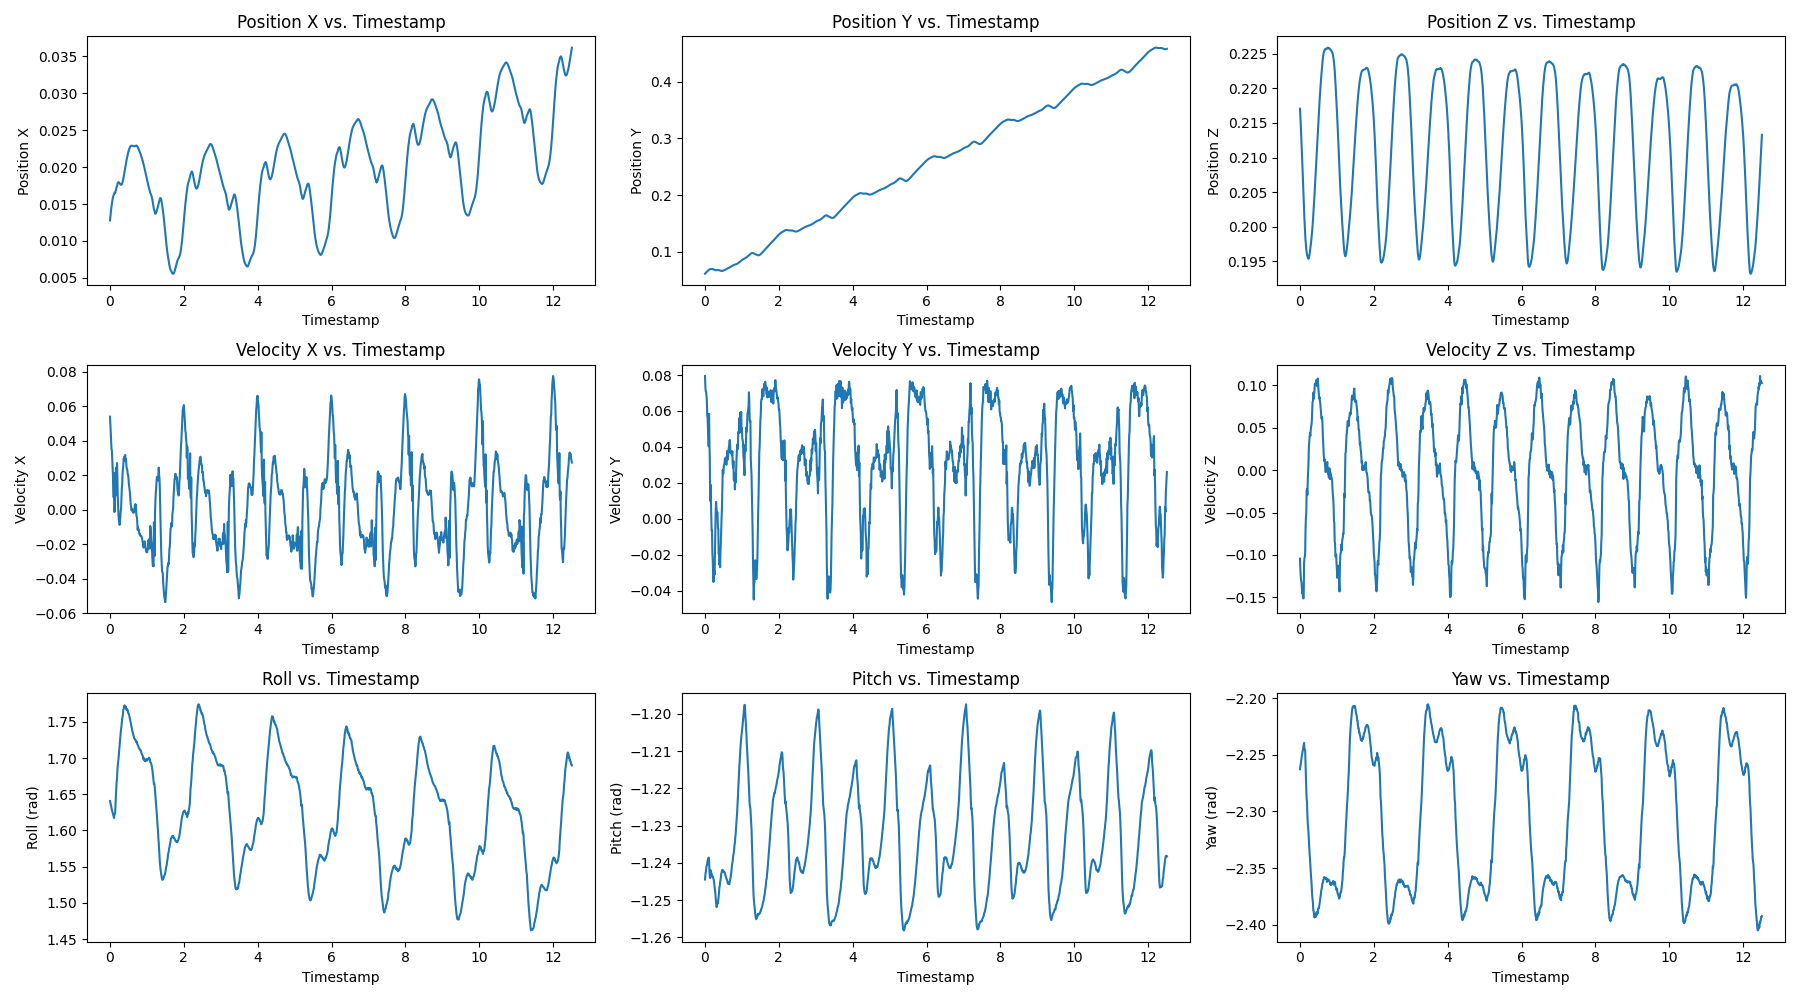 Position X vs. Timestamp
Position X
0.035
0.030
0.025
0.020
0.015
0.010
0.005
0 2 4 6 8 10 12
Timestamp
Position Y vs. Timestamp
Position Y
0.4
0.3
0.2
0.1
0 2 4 6 8 10 12
Timestamp
Position Z vs. Timestamp
Position Z
0.225
0.220
0.215
0.210
0.205
0.200
0.195
0 2 4 6 8 10 12
Timestamp
Velocity X vs. Timestamp
Velocity X
0.08
0.06
0.04
0.02
0.00
−0.02
−0.04
−0.06
0 2 4 6 8 10 12
Timestamp
Velocity Y vs. Timestamp
Velocity Y
0.08
0.06
0.04
0.02
0.00
−0.02
−0.04
0 2 4 6 8 10 12
Timestamp
Velocity Z vs. Timestamp
Velocity Z
0.10
0.05
0.00
−0.05
−0.10
−0.15
0 2 4 6 8 10 12
Timestamp
Roll vs. Timestamp
Roll (rad)
1.75
1.70
1.65
1.60
1.55
1.50
1.45
0 2 4 6 8 10 12
Timestamp
Pitch vs. Timestamp
Pitch (rad)
−1.20
−1.21
−1.22
−1.23
−1.24
−1.25
−1.26
0 2 4 6 8 10 12
Timestamp
Yaw vs. Timestamp
Yaw (rad)
−2.20
−2.25
−2.30
−2.35
−2.40
0 2 4 6 8 10 12
Timestamp